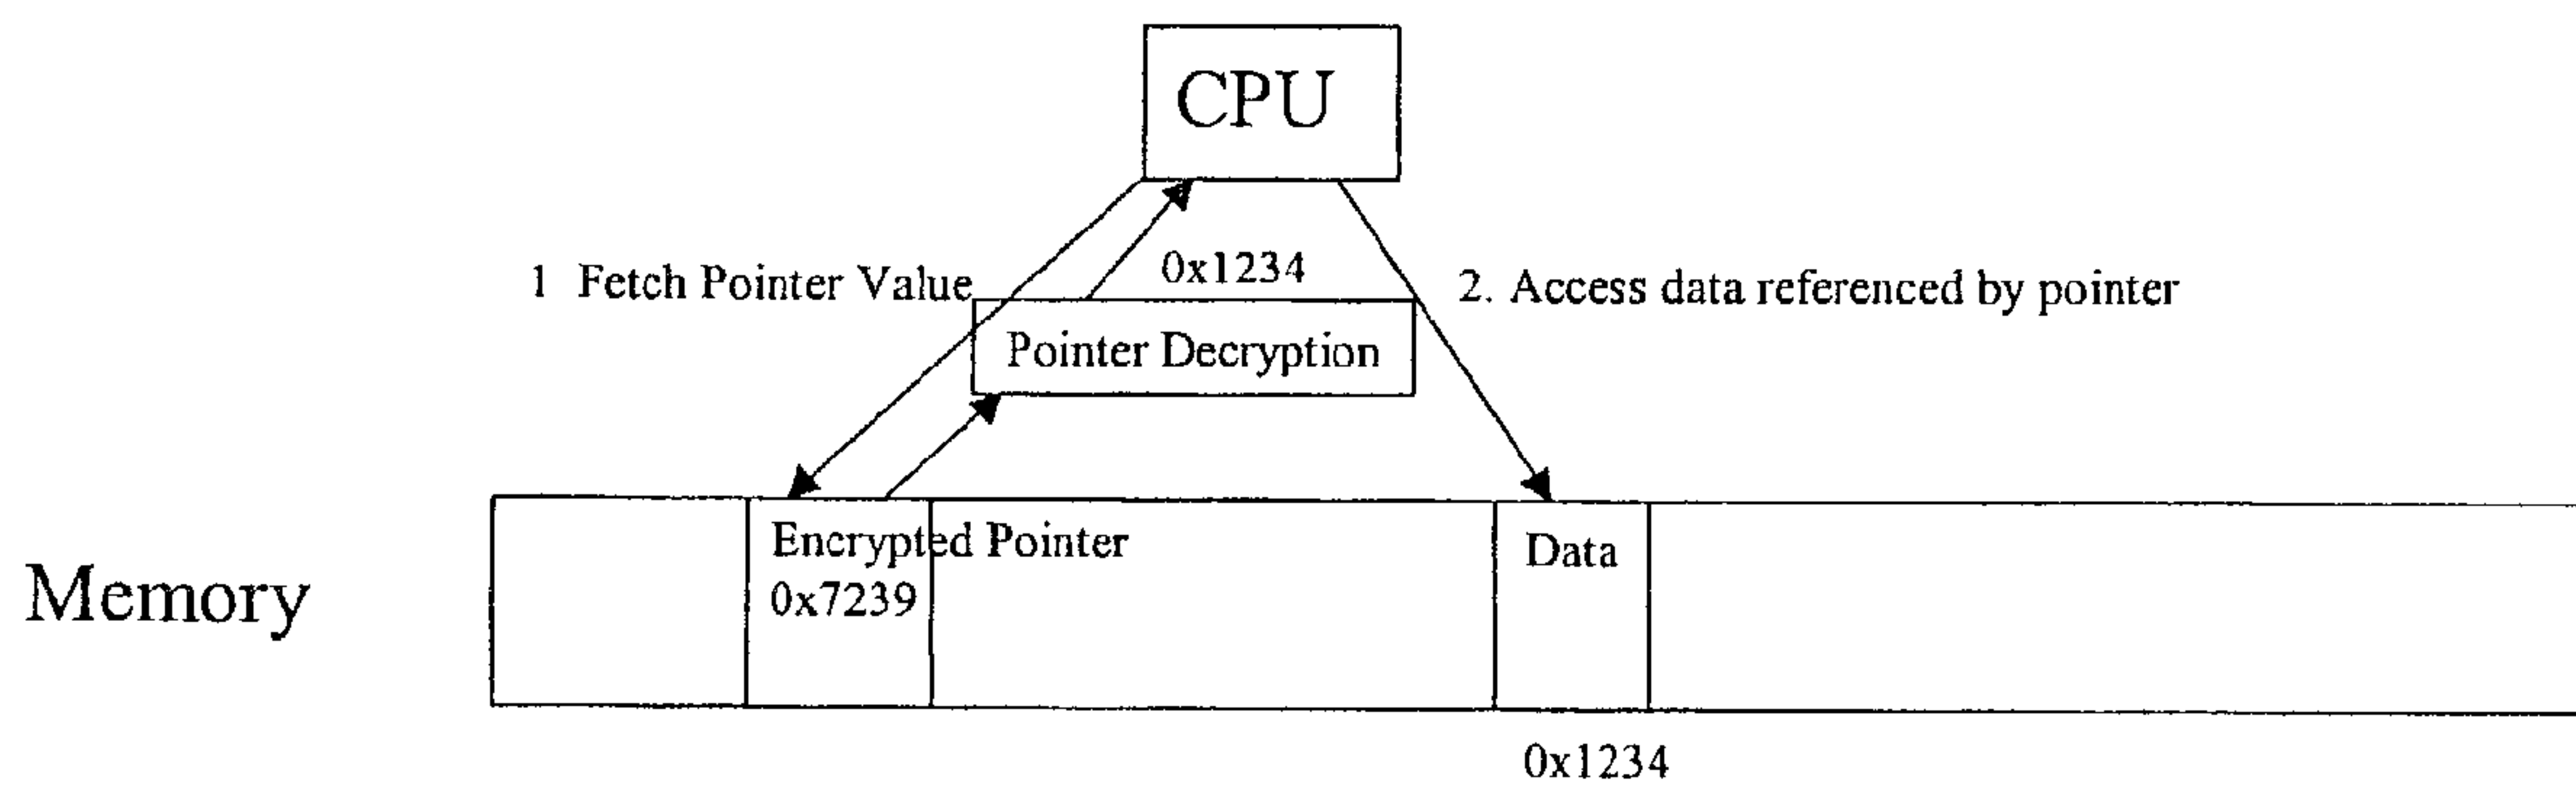 CPU
0x1234
1 Fetch Pointer Value
2. Access data referenced by pointer
Pointer Decryption
Encrypted Pointer
0x7239
Data
Memory
0x1234